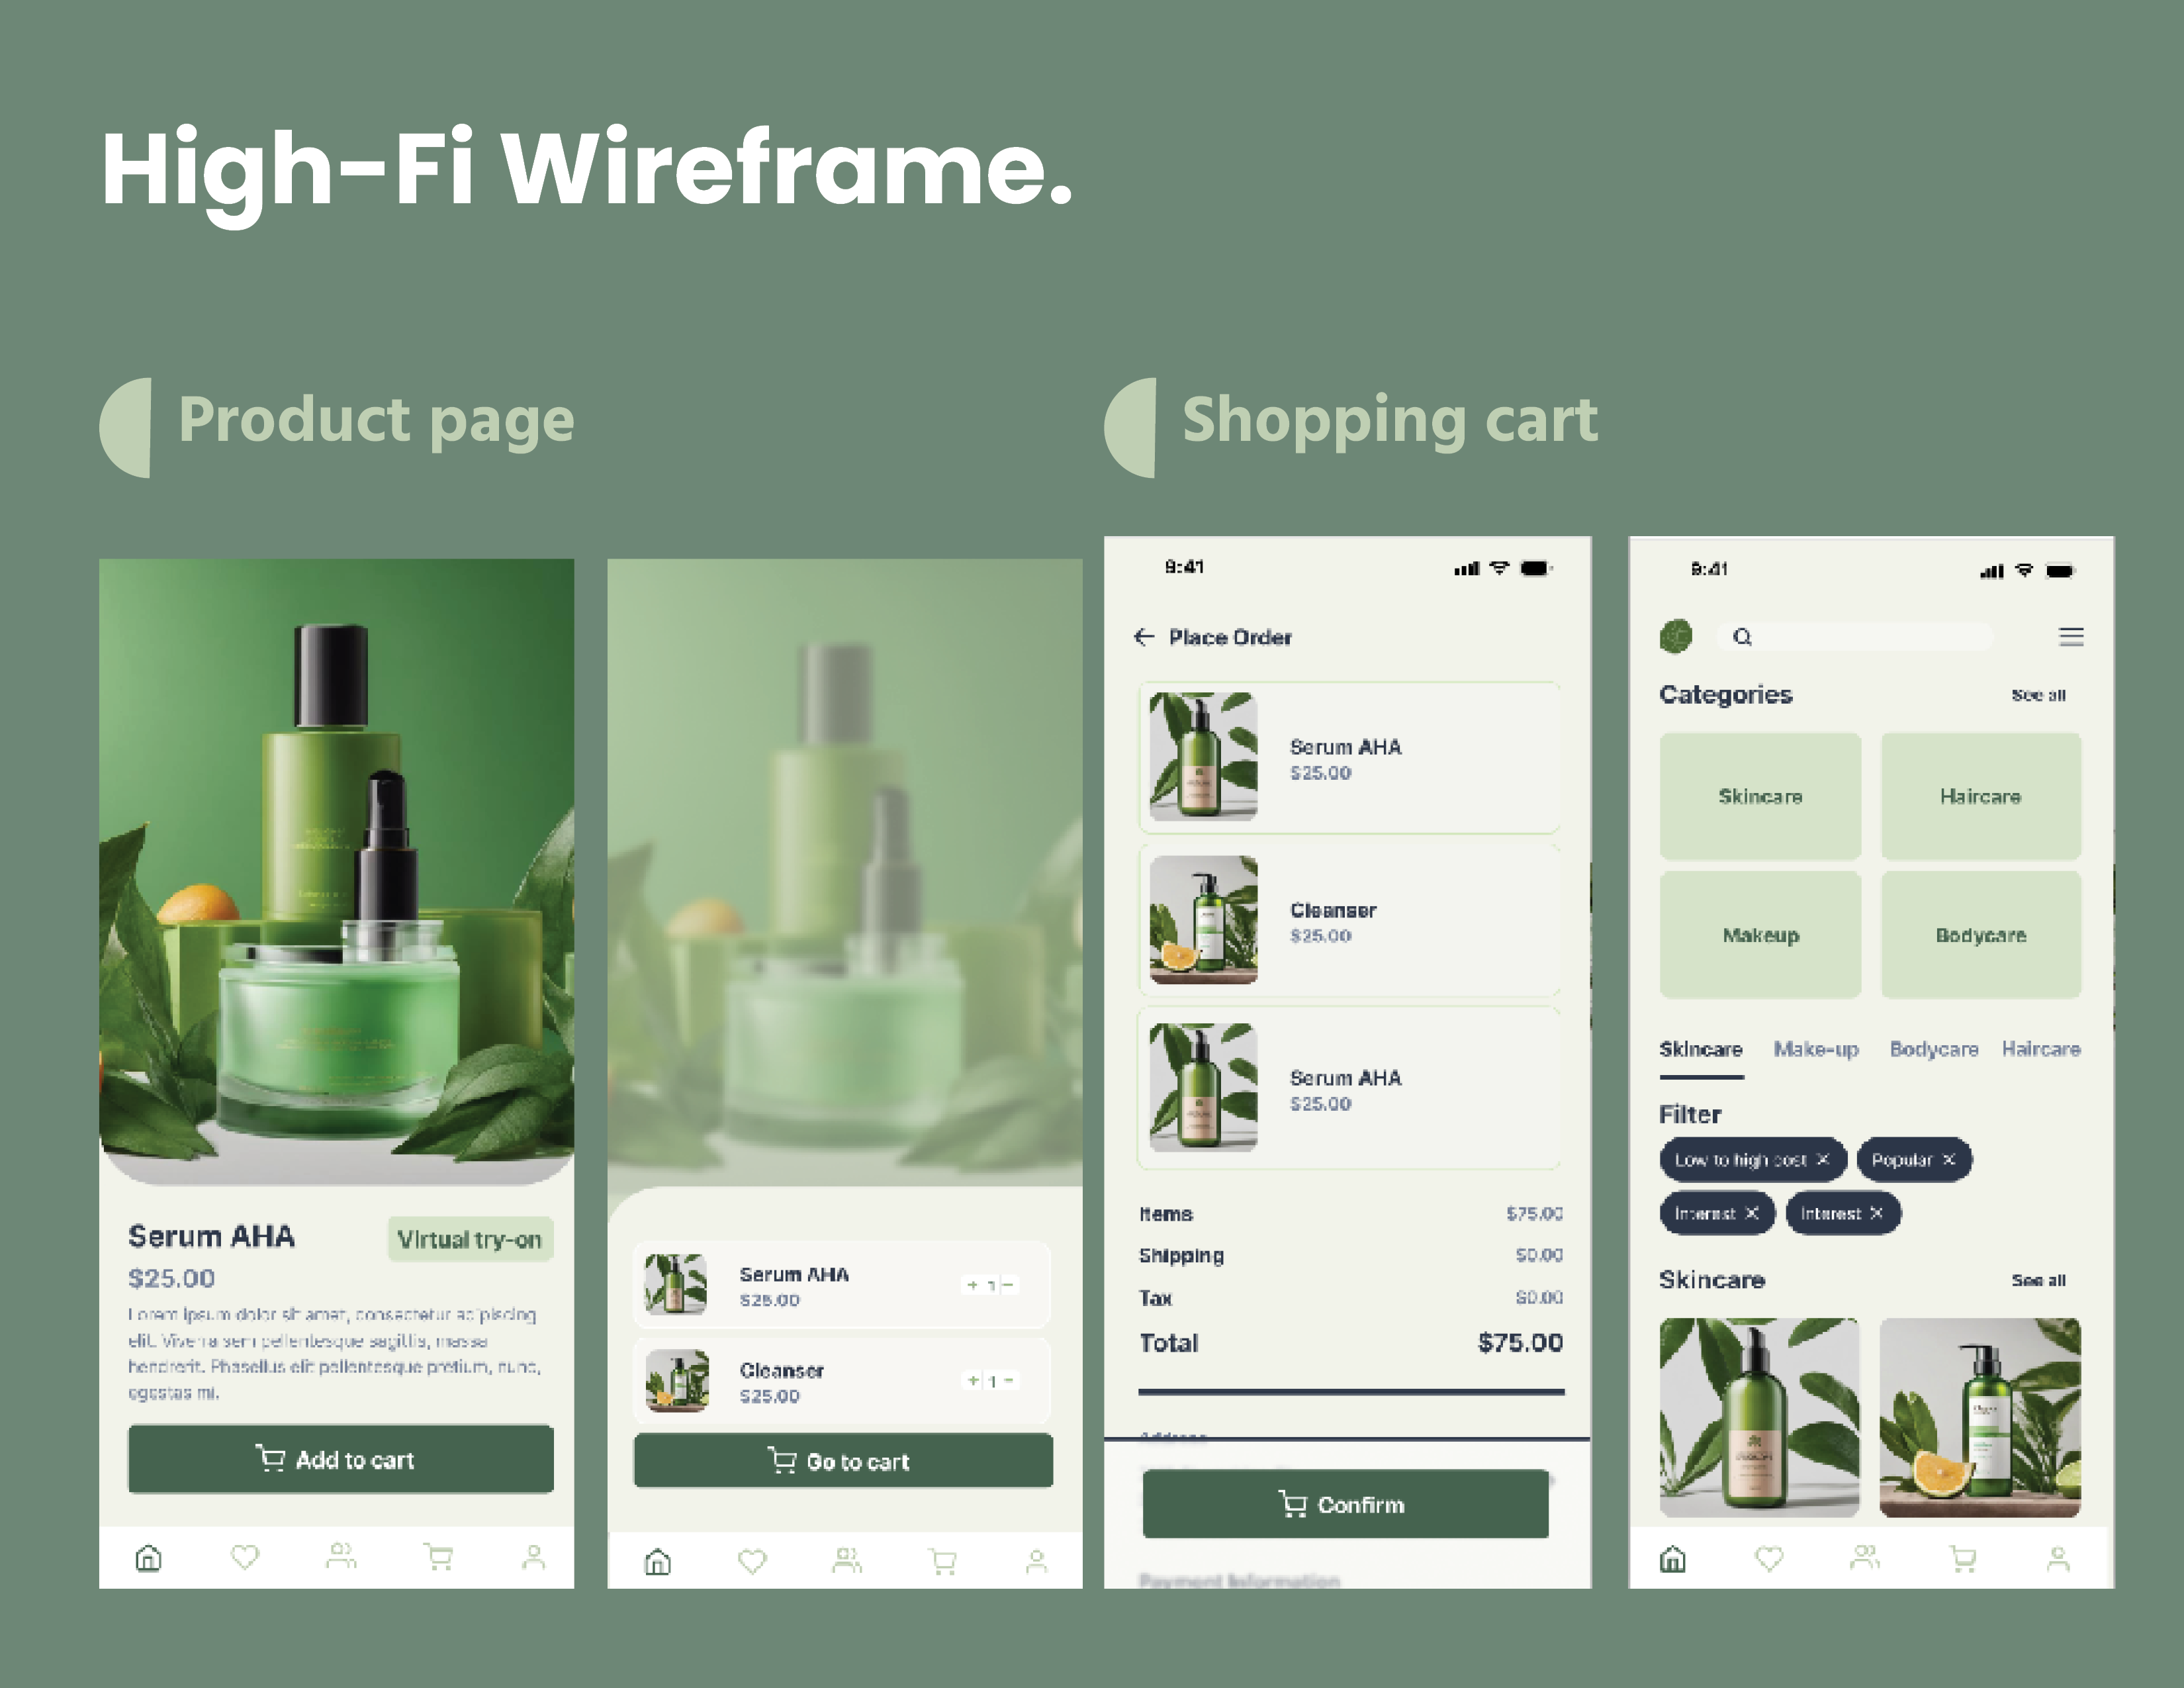 High-Fi Wireframe.
Product page
Shopping cart
Serum AHA
Virtual try-on
$25.00
Lorem ipsum dolor sit amet, consectetur adipiscing
elit. Viverra sem pellentesque sagittis, massa
hendrerit. Phasellus elit pellentesque pretium, nunc,
egestas mi.
Add to cart
Serum AHA
$25.00
+ 1 -
Cleanser
$25.00
+ 1 -
Go to cart
9:41
Place Order
Serum AHA
$25.00
Cleanser
$25.00
Serum AHA
$25.00
Items $75.00
Shipping $0.00
Tax $0.00
Total $75.00
Address
Confirm
Payment Information
9:41
Categories See all
Skincare Haircare
Makeup Bodycare
Skincare Make-up Bodycare Haircare
Filter
Low to high cost X Popular X
Interest X Interest X
Skincare See all